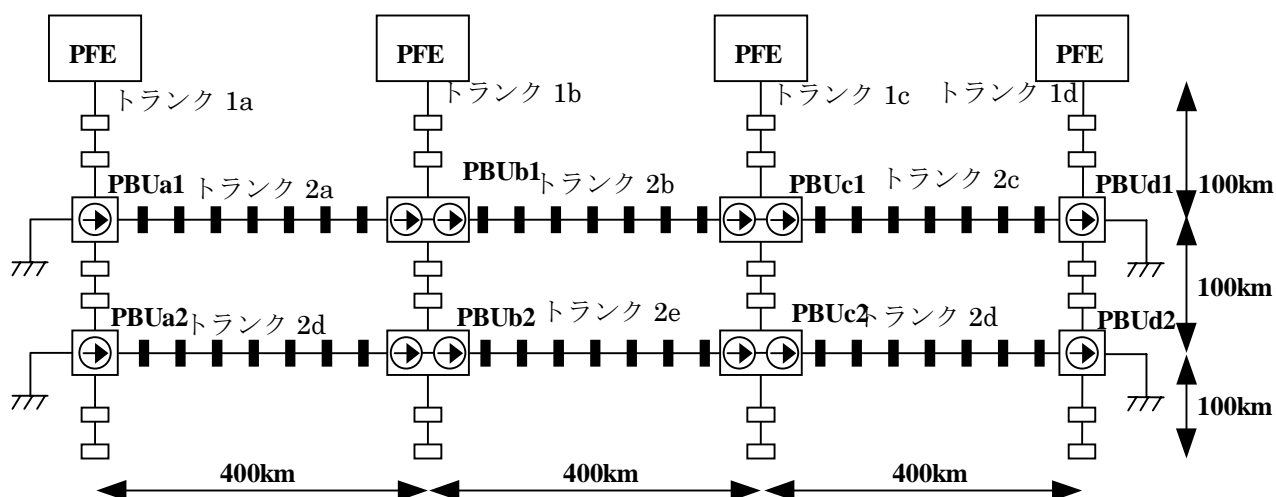 PFE
PFE
PFE
PFE
トランク 1a
トランク 1b
トランク 1c
トランク 1d
PBUa1
トランク 2a
PBUb1
トランク 2b
PBUc1
トランク 2c
PBUd1
100km
100km
PBUa2
トランク 2d
PBUb2
トランク 2e
PBUc2
トランク 2d
PBUd2
100km
400km
400km
400km